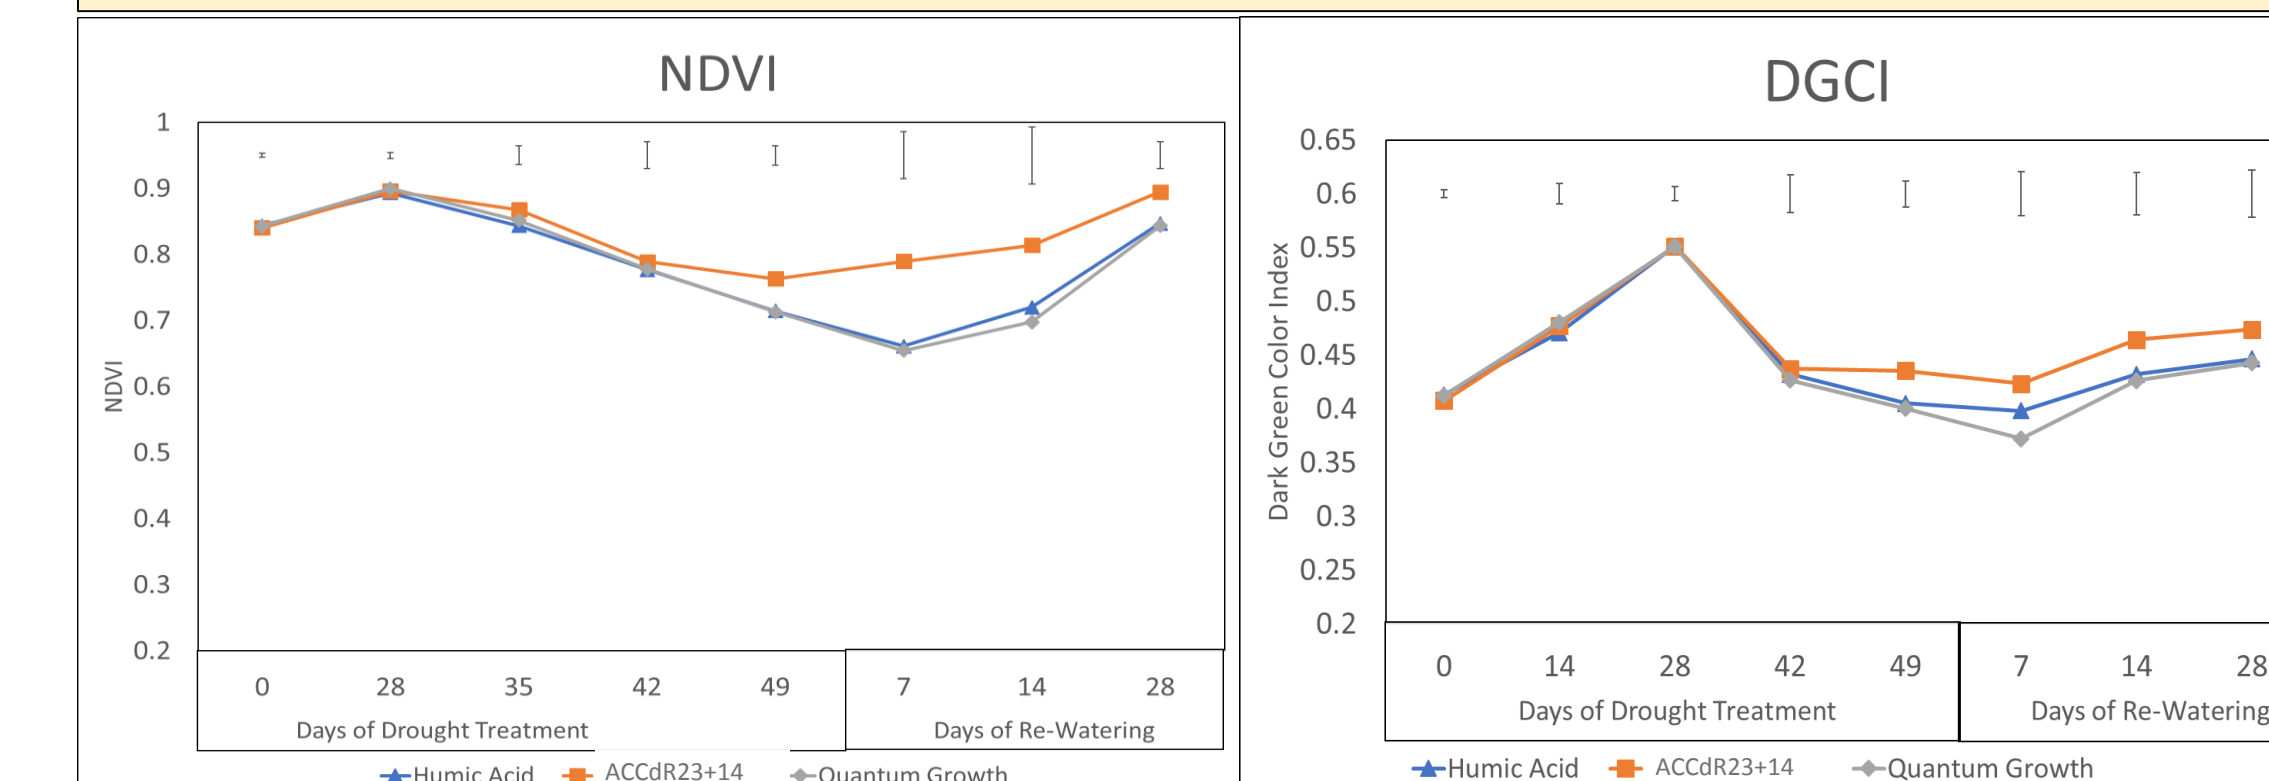 NDVI
1
0.9
0.8
0.7
0.6
0.5
0.4
0.3
0.2
NDVI
0 28 35 42 49 7 14 28
Days of Drought Treatment Days of Re-Watering
Humic Acid ACCdR23+14 Quantum Growth
DGCI
0.65
0.6
0.55
0.5
0.45
0.4
0.35
0.3
0.25
0.2
Dark Green Color Index
0 14 28 42 49 7 14 28
Days of Drought Treatment Days of Re-Watering
Humic Acid ACCdR23+14 Quantum Growth